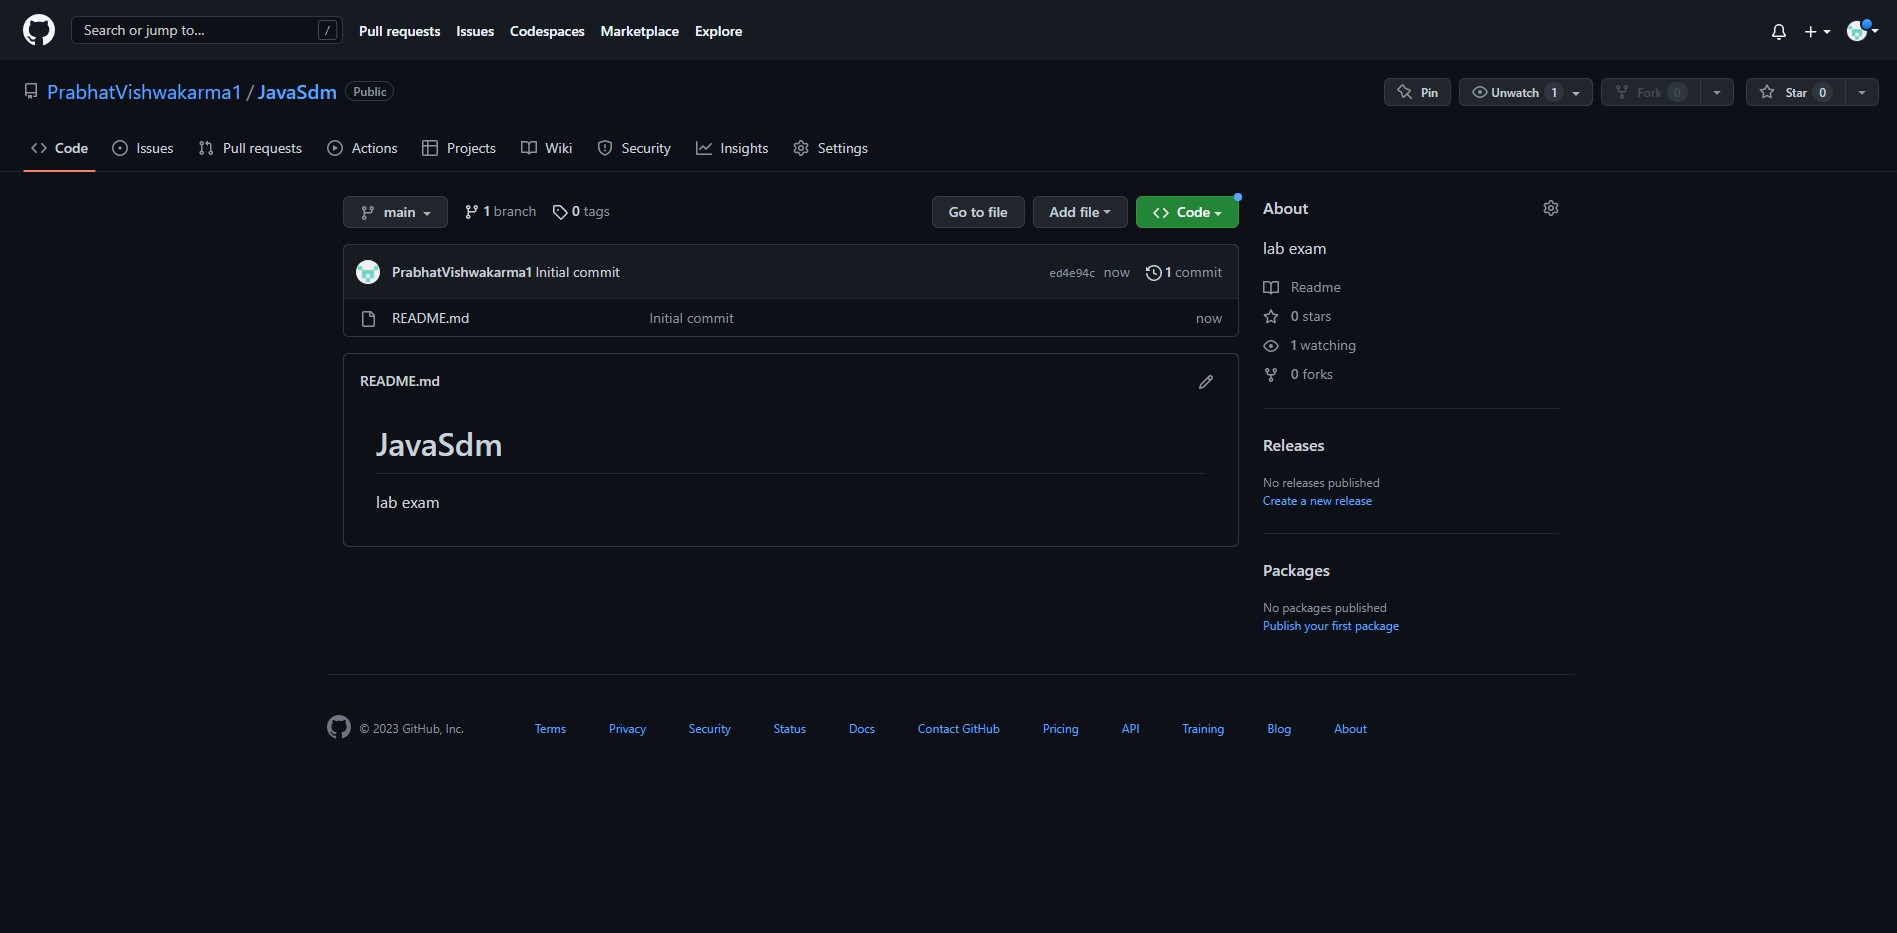 Search or jump to... / Pull requests Issues Codespaces Marketplace Explore
PrabhatVishwakarma1 / JavaSdm Public Pin Unwatch 1 Fork 0 Star 0
Code Issues Pull requests Actions Projects Wiki Security Insights Settings
main 1 branch 0 tags Go to file Add file Code
PrabhatVishwakarma1 Initial commit ed4e94c now 1 commit
README.md Initial commit now
README.md
JavaSdm
lab exam
About
lab exam
Readme
0 stars
1 watching
0 forks
Releases
No releases published
Create a new release
Packages
No packages published
Publish your first package
© 2023 GitHub, Inc. Terms Privacy Security Status Docs Contact GitHub Pricing API Training Blog About